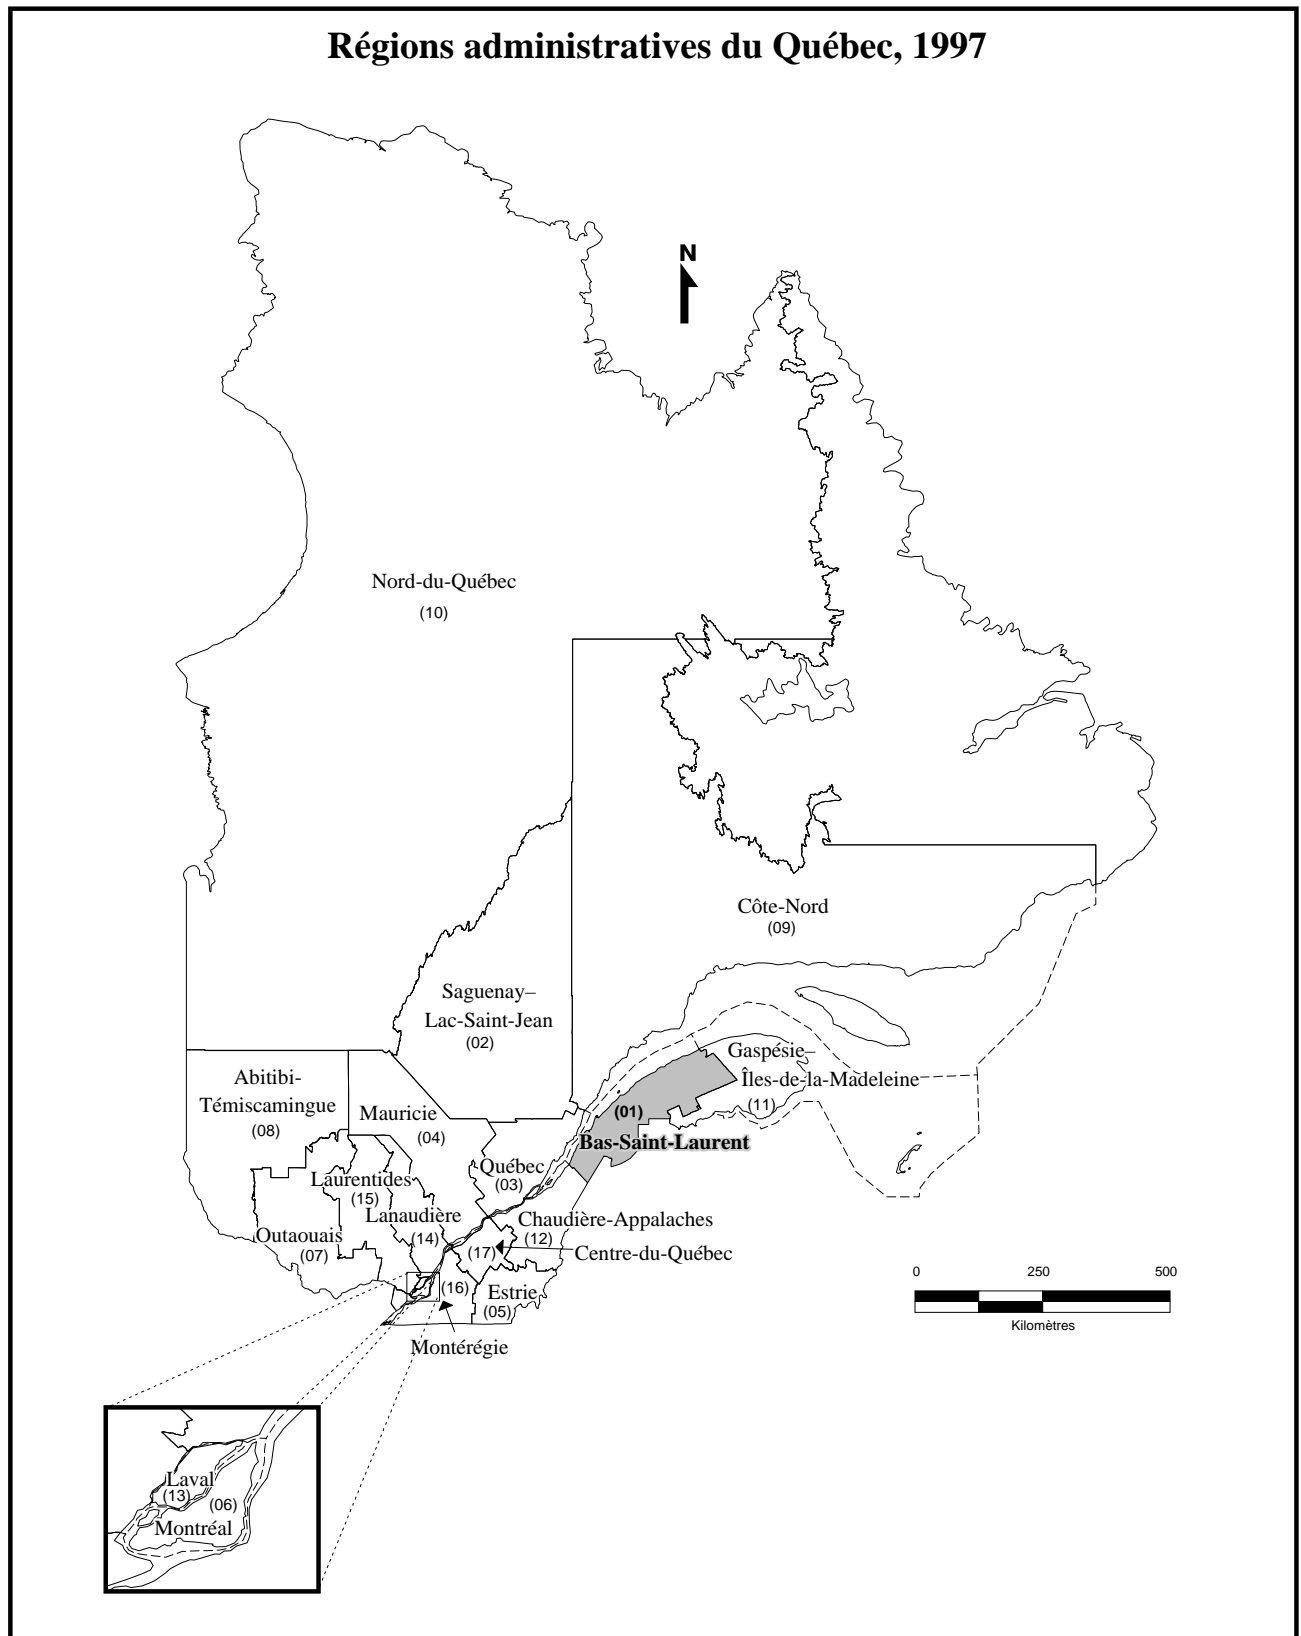 Régions administratives du Québec, 1997
N
Nord-du-Québec
(10)
Côte-Nord
(09)
Saguenay–
Lac-Saint-Jean
(02)
Gaspésie–
Îles-de-la-Madeleine
(11)
Abitibi-
Témiscamingue
(08)
Mauricie
(04)
(01)
Bas-Saint-Laurent
Québec
(03)
Laurentides
(15)
Lanaudière
(14)
Outaouais
(07)
Chaudière-Appalaches
(12)
(17)
Centre-du-Québec
(16)
Estrie
(05)
Montérégie
0 250 500
Kilomètres
Laval
(13)
(06)
Montréal